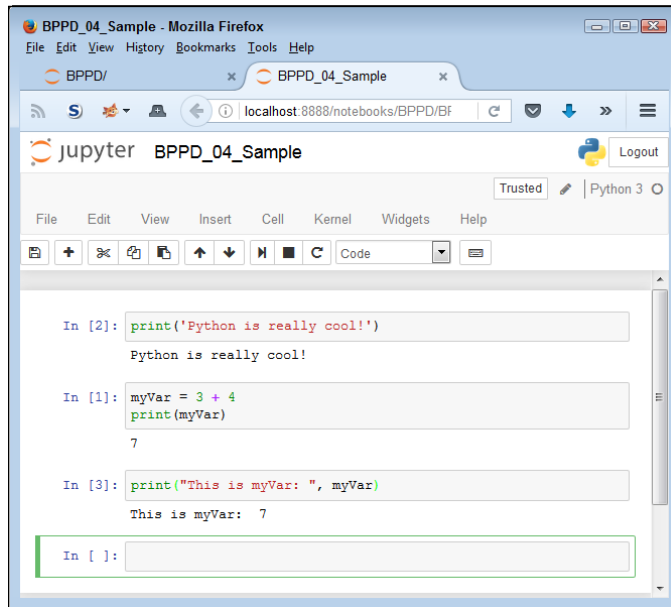 BPPD_04_Sample - Mozilla Firefox
File Edit View History Bookmarks Tools Help
BPPD/ × BPPD_04_Sample ×
S) localhost:8888/notebooks/BPPD/BF
jupyter BPPD_04_Sample Logout
Trusted Python 3
File Edit View Insert Cell Kernel Widgets Help
Code
In [2]: print('Python is really cool!')
Python is really cool!
In [1]: myVar = 3 + 4
print(myVar)
7
In [3]: print("This is myVar: ", myVar)
This is myVar:  7
In [ ]: